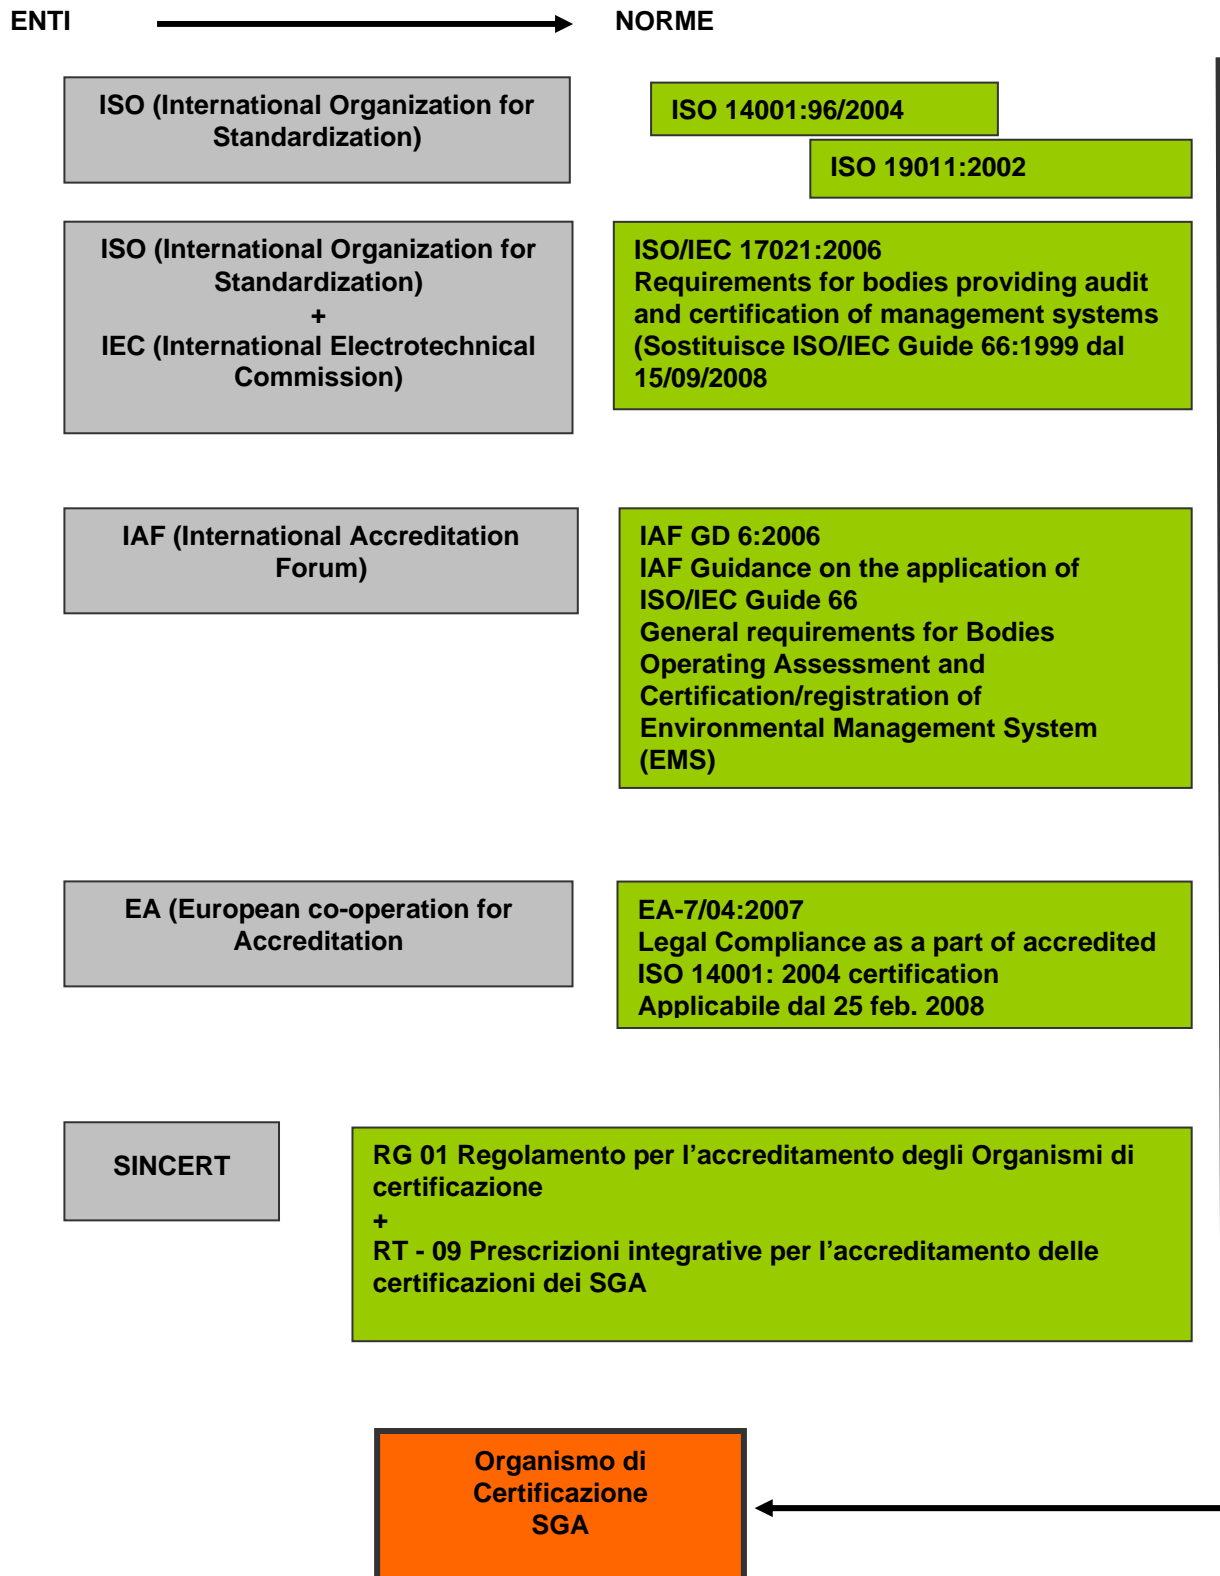 ENTI
NORME
ISO (International Organization for
Standardization)
ISO 14001:96/2004
ISO 19011:2002
ISO (International Organization for
Standardization)
+
IEC (International Electrotechnical
Commission)
ISO/IEC 17021:2006
Requirements for bodies providing audit
and certification of management systems
(Sostituisce ISO/IEC Guide 66:1999 dal
15/09/2008
IAF (International Accreditation
Forum)
IAF GD 6:2006
IAF Guidance on the application of
ISO/IEC Guide 66
General requirements for Bodies
Operating Assessment and
Certification/registration of
Environmental Management System
(EMS)
EA (European co-operation for
Accreditation
EA-7/04:2007
Legal Compliance as a part of accredited
ISO 14001: 2004 certification
Applicabile dal 25 feb. 2008
SINCERT
RG 01 Regolamento per l'accreditamento degli Organismi di
certificazione
+
RT - 09 Prescrizioni integrative per l'accreditamento delle
certificazioni dei SGA
Organismo di
Certificazione
SGA